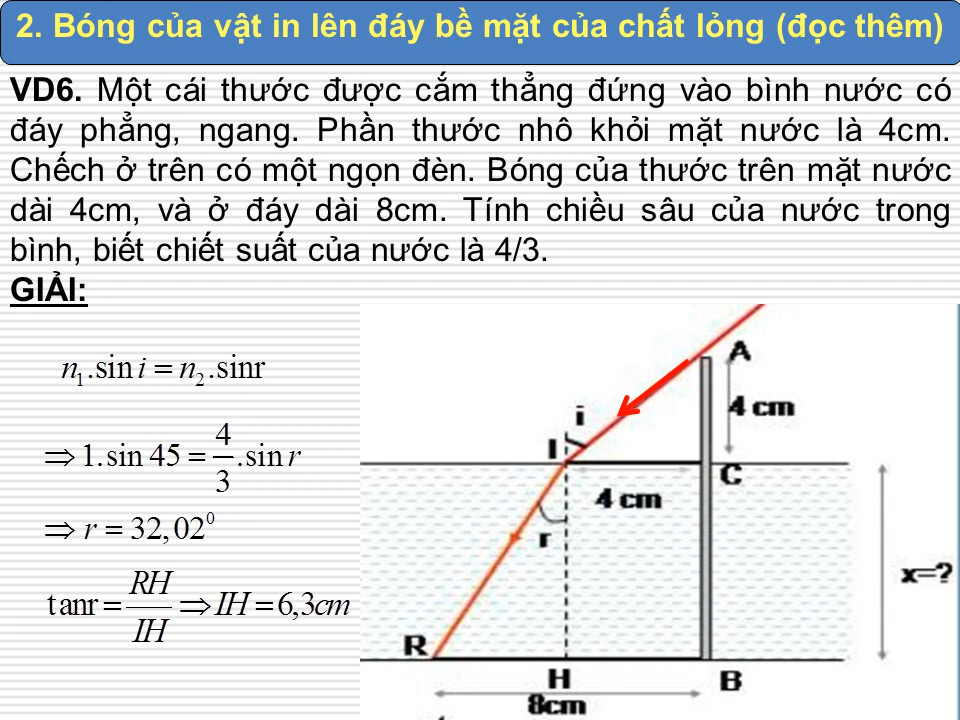 2. Bóng của vật in lên đáy bề mặt của chất lỏng (đọc thêm)
VD6. Một cái thước được cắm thẳng đứng vào bình nước có
đáy phẳng, ngang. Phần thước nhô khỏi mặt nước là 4cm.
Chếch ở trên có một ngọn đèn. Bóng của thước trên mặt nước
dài 4cm, và ở đáy dài 8cm. Tính chiều sâu của nước trong
bình, biết chiết suất của nước là 4/3.
GIẢI:
n₁.sin i = n₂.sinr
⇒ 1.sin 45 = 4/3 .sin r
⇒ r = 32,02⁰
tanr = RH/IH ⇒ IH = 6,3cm
A
4 cm
i
I
C
4 cm
r
x=?
R
H
B
8cm